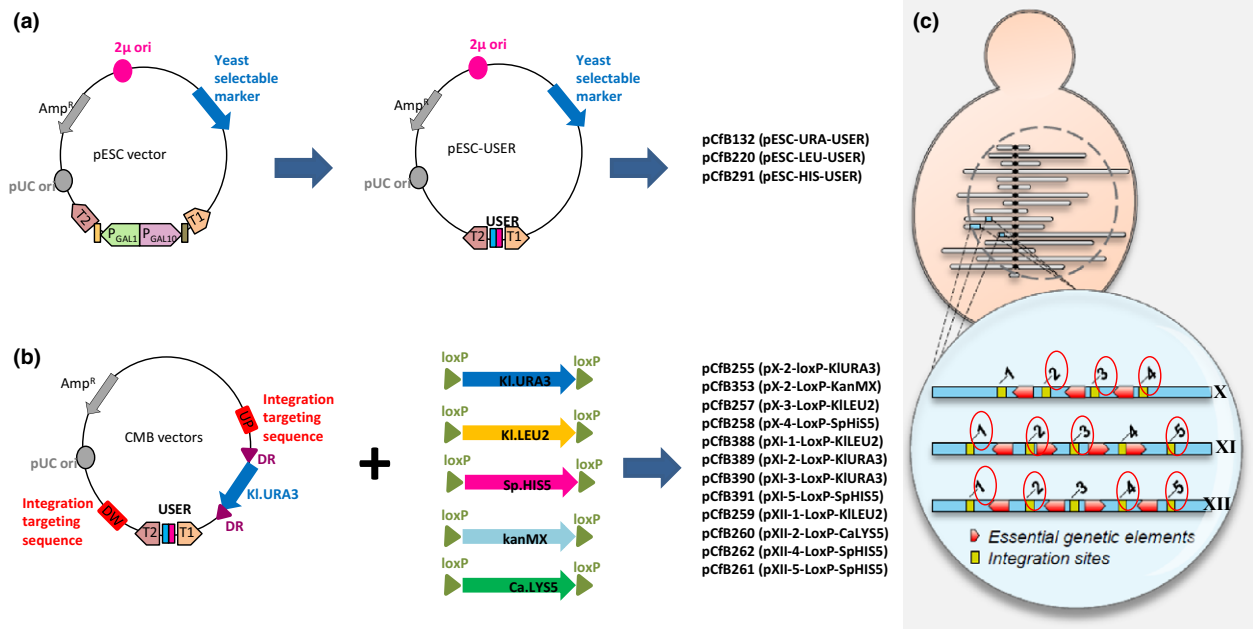 (a)
2µ ori
Yeast
selectable
marker
Amp^R
pESC vector
pUC ori
T2
P_GAL1
P_GAL10
T1
2µ ori
Yeast
selectable
marker
Amp^R
pESC-USER
pUC ori
USER
T2
T1
pCfB132 (pESC-URA-USER)
pCfB220 (pESC-LEU-USER)
pCfB291 (pESC-HIS-USER)
(b)
Amp^R
UP
Integration
targeting
sequence
CMB vectors
pUC ori
DR
Kl.URA3
DR
Integration
targeting
sequence
DW
USER
T2
T1
loxP
loxP
Kl.URA3
loxP
loxP
Kl.LEU2
loxP
loxP
Sp.HIS5
loxP
loxP
kanMX
loxP
loxP
Ca.LYS5
pCfB255 (pX-2-loxP-KlURA3)
pCfB353 (pX-2-LoxP-KanMX)
pCfB257 (pX-3-LoxP-KlLEU2)
pCfB258 (pX-4-LoxP-SpHiS5)
pCfB388 (pXI-1-LoxP-KlLEU2)
pCfB389 (pXI-2-LoxP-KlURA3)
pCfB390 (pXI-3-LoxP-KlURA3)
pCfB391 (pXI-5-LoxP-SpHIS5)
pCfB259 (pXII-1-LoxP-KlLEU2)
pCfB260 (pXII-2-LoxP-CaLYS5)
pCfB262 (pXII-4-LoxP-SpHIS5)
pCfB261 (pXII-5-LoxP-SpHIS5)
(c)
1 2 3 4
X
1 2 3 4 5
XI
1 2 3 4 5
XII
Essential genetic elements
Integration sites